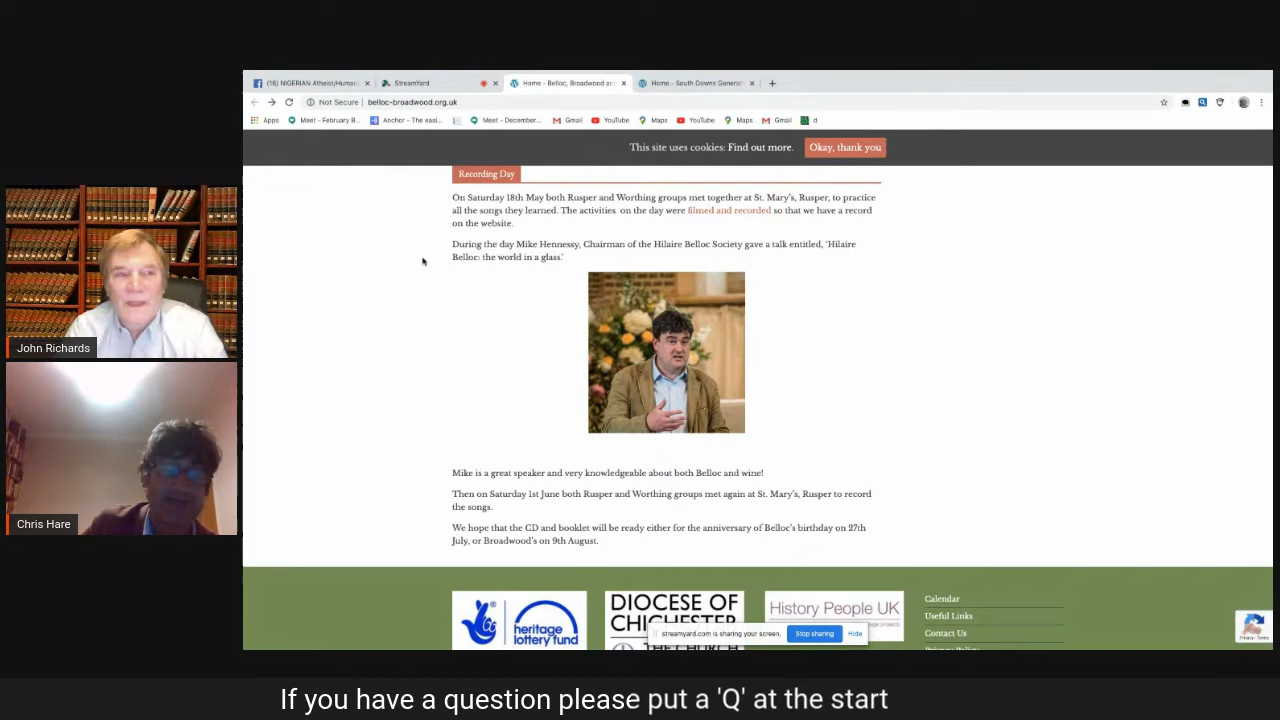 (18) NIGERIAN Atheist/Human
StreamYard
Home - Belloc, Broadwood an
Home - South Downs Generat
Not Secure | belloc-broadwood.org.uk
Apps
Meet - February B...
Anchor - The easi...
Meet - December...
Gmail
YouTube
Maps
YouTube
Maps
Gmail
d
This site uses cookies: Find out more. Okay, thank you
Recording Day
On Saturday 18th May both Rusper and Worthing groups met together at St. Mary's, Rusper, to practice
all the songs they learned. The activities on the day were filmed and recorded so that we have a record
on the website.
During the day Mike Hennessy, Chairman of the Hilaire Belloc Society gave a talk entitled, 'Hilaire
Belloc: the world in a glass.'
John Richards
Chris Hare
Mike is a great speaker and very knowledgeable about both Belloc and wine!
Then on Saturday 1st June both Rusper and Worthing groups met again at St. Mary's, Rusper to record
the songs.
We hope that the CD and booklet will be ready either for the anniversary of Belloc's birthday on 27th
July, or Broadwood's on 9th August.
heritage
lottery fund
DIOCESE OF
CHICHESTER
THE CHURCH
History People UK
Calendar
Useful Links
Contact Us
Privacy Policy
streamyard.com is sharing your screen. Stop sharing Hide
Privacy - Terms
If you have a question please put a 'Q' at the start